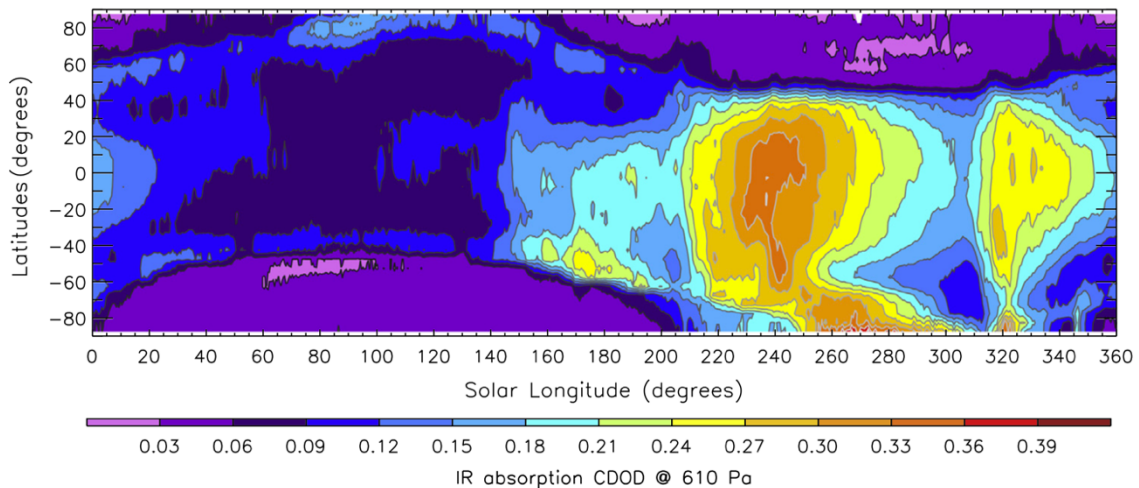 80
60
40
20
0
−20
−40
−60
−80
Latitudes(degrees)
0 20 40 60 80 100 120 140 160 180 200 220 240 260 280 300 320 340 360
Solar Longitude (degrees)
0.03 0.06 0.09 0.12 0.15 0.18 0.21 0.24 0.27 0.30 0.33 0.36 0.39
IR absorption CDOD @ 610 Pa